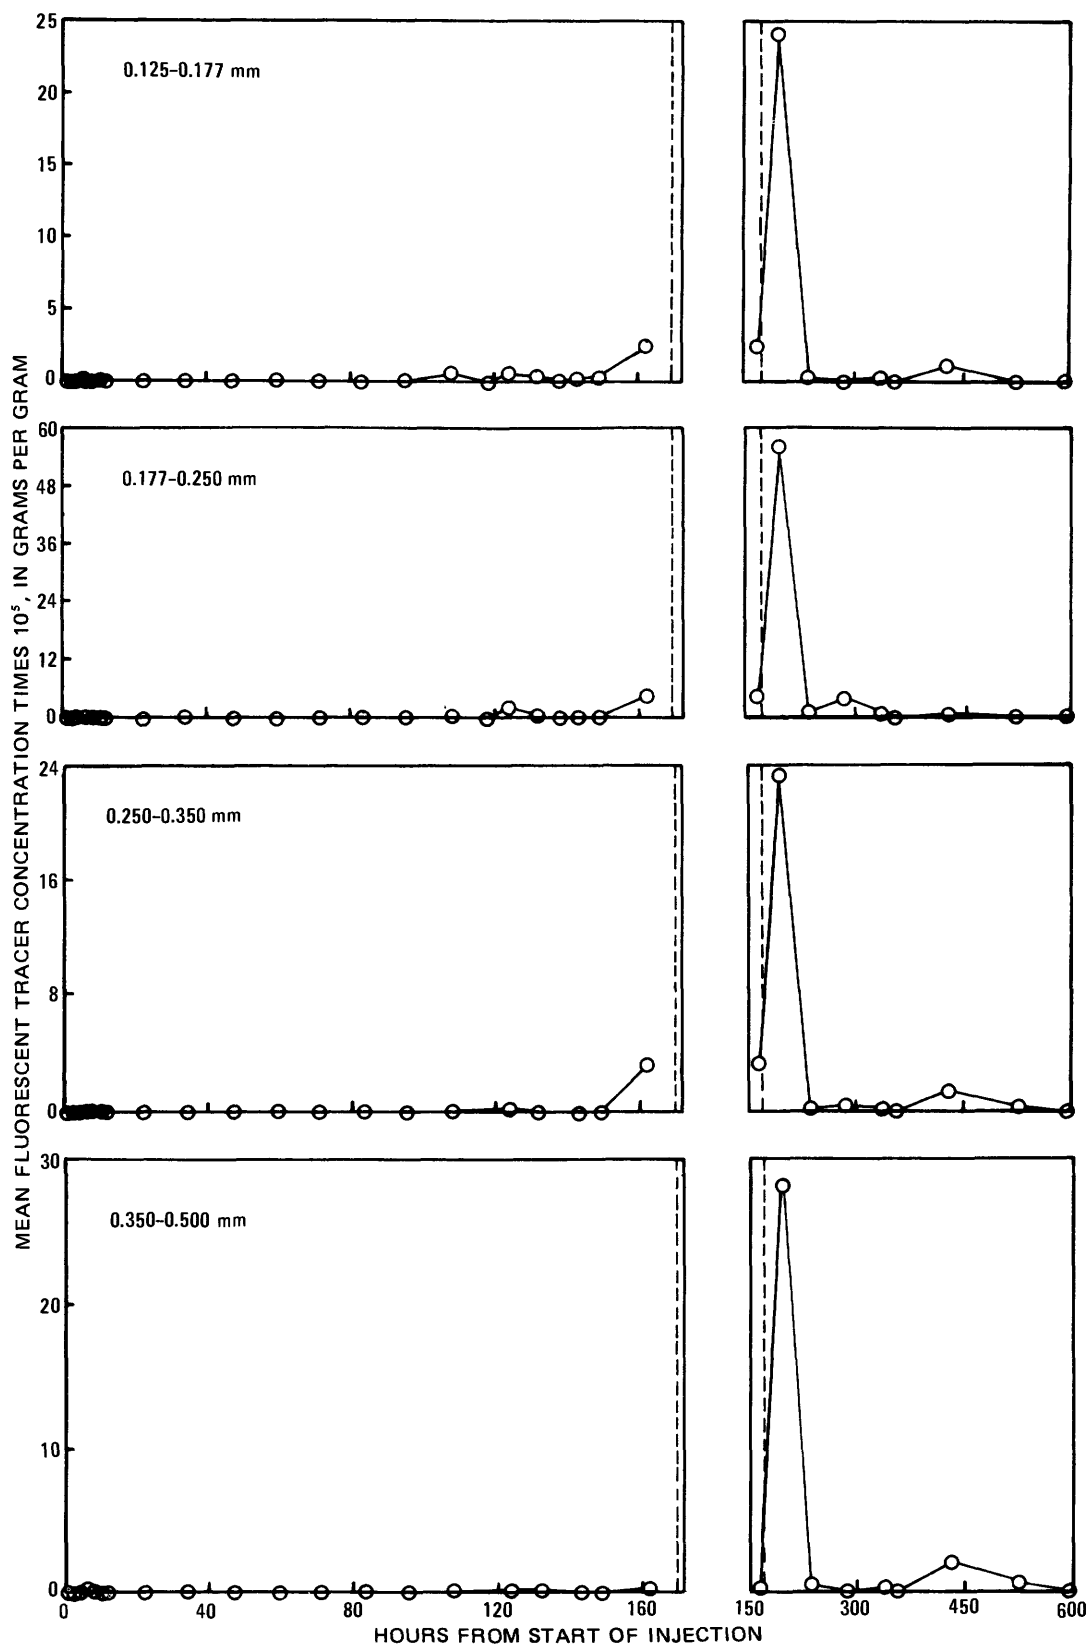 MEAN FLUORESCENT TRACER CONCENTRATION TIMES 10⁵, IN GRAMS PER GRAM
25
20
15
10
5
0
0.125-0.177 mm
60
48
36
24
12
0
0.177-0.250 mm
24
16
8
0
0.250-0.350 mm
30
20
10
0
0.350-0.500 mm
0 40 80 120 160 150 300 450 600
HOURS FROM START OF INJECTION